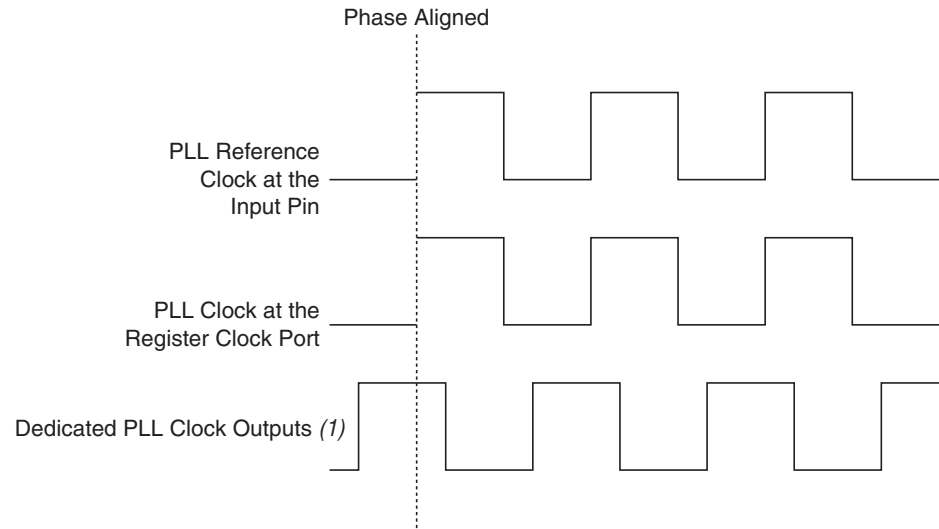 Phase Aligned
PLL Reference
Clock at the
Input Pin
PLL Clock at the
Register Clock Port
Dedicated PLL Clock Outputs (1)